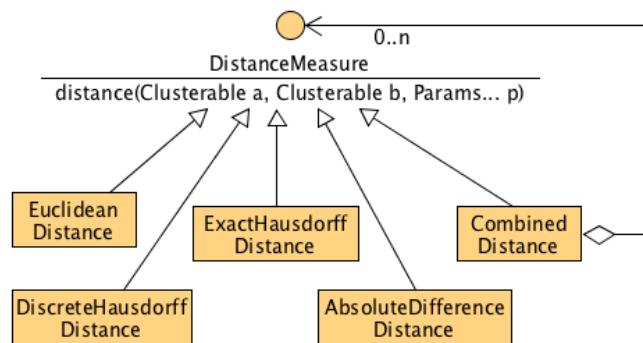 0..n
DistanceMeasure
distance(Clusterable a, Clusterable b, Params... p)
Euclidean
Distance
ExactHausdorff
Distance
Combined
Distance
DiscreteHausdorff
Distance
AbsoluteDifference
Distance